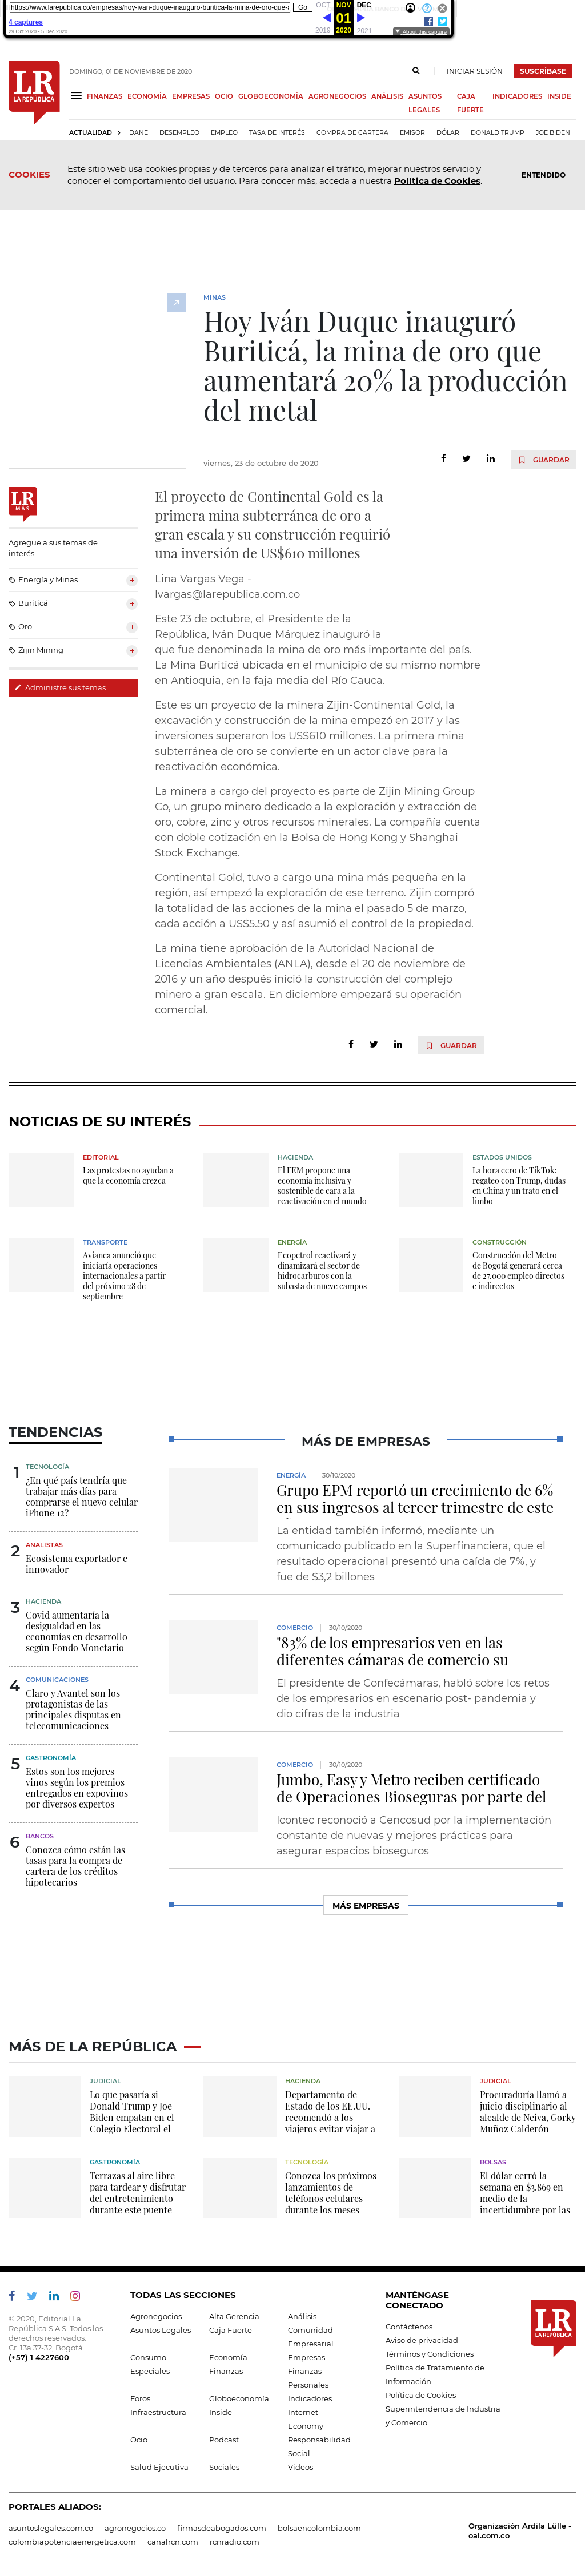 https://www.larepublica.co/empresas/hoy-ivan-duque-inauguro-buritica-la-mina-de-oro-que-
Go
OCT NOV DEC
01
2019 2020 2021
4 captures
29 Oct 2020 - 5 Dec 2020
About this capture
LR
LA REPÚBLICA
DOMINGO, 01 DE NOVIEMBRE DE 2020
INICIAR SESIÓN
SUSCRÍBASE
FINANZAS ECONOMÍA EMPRESAS OCIO GLOBOECONOMÍA AGRONEGOCIOS ANÁLISIS ASUNTOS LEGALES CAJA FUERTE INDICADORES INSIDE
ACTUALIDAD › DANE DESEMPLEO EMPLEO TASA DE INTERÉS COMPRA DE CARTERA EMISOR DÓLAR DONALD TRUMP JOE BIDEN
COOKIES
Este sitio web usa cookies propias y de terceros para analizar el tráfico, mejorar nuestros servicio y
conocer el comportamiento del usuario. Para conocer más, acceda a nuestra Política de Cookies.
ENTENDIDO
MINAS
Hoy Iván Duque inauguró
Buriticá, la mina de oro que
aumentará 20% la producción
del metal
viernes, 23 de octubre de 2020
GUARDAR
LR
MÁS
Agregue a sus temas de
interés
Energía y Minas +
Buriticá +
Oro +
Zijin Mining +
Administre sus temas
El proyecto de Continental Gold es la
primera mina subterránea de oro a
gran escala y su construcción requirió
una inversión de US$610 millones
Lina Vargas Vega -
lvargas@larepublica.com.co
Este 23 de octubre, el Presidente de la
República, Iván Duque Márquez inauguró la
que fue denominada la mina de oro más importante del país.
La Mina Buriticá ubicada en el municipio de su mismo nombre
en Antioquia, en la faja media del Río Cauca.
Este es un proyecto de la minera Zijin-Continental Gold, la
excavación y construcción de la mina empezó en 2017 y las
inversiones superaron los US$610 millones. La primera mina
subterránea de oro se convierte en un actor clave para la
reactivación económica.
La minera a cargo del proyecto es parte de Zijin Mining Group
Co, un grupo minero dedicado a la exploración y extracción de
oro, cobre, zinc y otros recursos minerales. La compañía cuenta
con doble cotización en la Bolsa de Hong Kong y Shanghai
Stock Exchange.
Continental Gold, tuvo a cargo una mina más pequeña en la
región, así empezó la exploración de ese terreno. Zijin compró
la totalidad de las acciones de la mina el pasado 5 de marzo,
cada acción a US$5.50 y así asumió el control de la propiedad.
La mina tiene aprobación de la Autoridad Nacional de
Licencias Ambientales (ANLA), desde el 20 de noviembre de
2016 y un año después inició la construcción del complejo
minero a gran escala. En diciembre empezará su operación
comercial.
GUARDAR
NOTICIAS DE SU INTERÉS
EDITORIAL
Las protestas no ayudan a
que la economía crezca
HACIENDA
El FEM propone una
economía inclusiva y
sostenible de cara a la
reactivación en el mundo
ESTADOS UNIDOS
La hora cero de TikTok:
regateo con Trump, dudas
en China y un trato en el
limbo
TRANSPORTE
Avianca anunció que
iniciaría operaciones
internacionales a partir
del próximo 28 de
septiembre
ENERGÍA
Ecopetrol reactivará y
dinamizará el sector de
hidrocarburos con la
subasta de nueve campos
CONSTRUCCIÓN
Construcción del Metro
de Bogotá generará cerca
de 27.000 empleo directos
e indirectos
TENDENCIAS
1
TECNOLOGÍA
¿En qué país tendría que
trabajar más días para
comprarse el nuevo celular
iPhone 12?
2
ANALISTAS
Ecosistema exportador e
innovador
3
HACIENDA
Covid aumentaría la
desigualdad en las
economías en desarrollo
según Fondo Monetario
4
COMUNICACIONES
Claro y Avantel son los
protagonistas de las
principales disputas en
telecomunicaciones
5
GASTRONOMÍA
Estos son los mejores
vinos según los premios
entregados en expovinos
por diversos expertos
6
BANCOS
Conozca cómo están las
tasas para la compra de
cartera de los créditos
hipotecarios
MÁS DE EMPRESAS
ENERGÍA 30/10/2020
Grupo EPM reportó un crecimiento de 6%
en sus ingresos al tercer trimestre de este
La entidad también informó, mediante un
comunicado publicado en la Superfinanciera, que el
resultado operacional presentó una caída de 7%, y
fue de $3,2 billones
COMERCIO 30/10/2020
"83% de los empresarios ven en las
diferentes cámaras de comercio su
El presidente de Confecámaras, habló sobre los retos
de los empresarios en escenario post- pandemia y
dio cifras de la industria
COMERCIO 30/10/2020
Jumbo, Easy y Metro reciben certificado
de Operaciones Bioseguras por parte del
Icontec reconoció a Cencosud por la implementación
constante de nuevas y mejores prácticas para
asegurar espacios bioseguros
MÁS EMPRESAS
MÁS DE LA REPÚBLICA
JUDICIAL
Lo que pasaría si
Donald Trump y Joe
Biden empatan en el
Colegio Electoral el
HACIENDA
Departamento de
Estado de los EE.UU.
recomendó a los
viajeros evitar viajar a
JUDICIAL
Procuraduría llamó a
juicio disciplinario al
alcalde de Neiva, Gorky
Muñoz Calderón
GASTRONOMÍA
Terrazas al aire libre
para tardear y disfrutar
del entretenimiento
durante este puente
TECNOLOGÍA
Conozca los próximos
lanzamientos de
teléfonos celulares
durante los meses
BOLSAS
El dólar cerró la
semana en $3.869 en
medio de la
incertidumbre por las
© 2020, Editorial La
República S.A.S. Todos los
derechos reservados.
Cr. 13a 37-32, Bogotá
(+57) 1 4227600
TODAS LAS SECCIONES
Agronegocios Alta Gerencia Análisis
Asuntos Legales Caja Fuerte Comunidad
Empresarial
Consumo Economía Empresas
Especiales Finanzas Finanzas
Personales
Foros Globoeconomía Indicadores
Infraestructura Inside Internet
Economy
Ocio Podcast Responsabilidad
Social
Salud Ejecutiva Sociales Videos
MANTÉNGASE
CONECTADO
Contáctenos
Aviso de privacidad
Términos y Condiciones
Política de Tratamiento de
Información
Política de Cookies
Superintendencia de Industria
y Comercio
LR
LA REPÚBLICA
PORTALES ALIADOS:
asuntoslegales.com.co agronegocios.co firmasdeabogados.com bolsaencolombia.com
colombiapotenciaenergetica.com canalrcn.com rcnradio.com
Organización Ardila Lülle -
oal.com.co